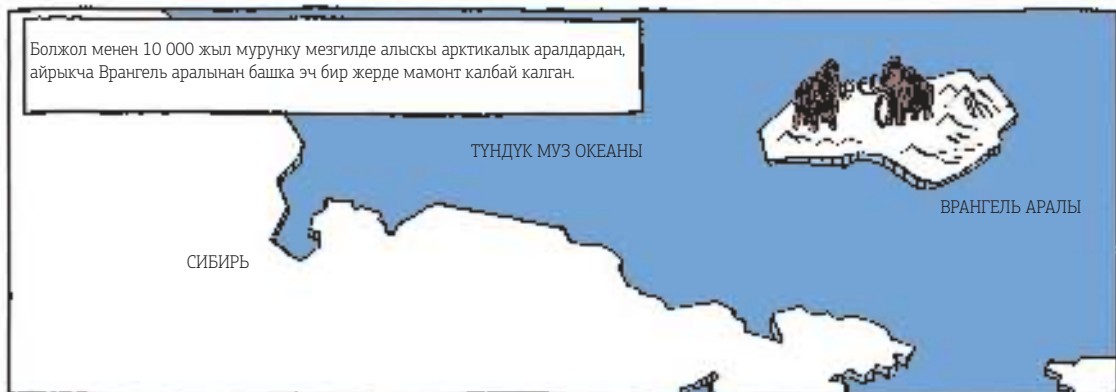 Болжол менен 10 000 жыл мурунку мезгилде алыскы арктикалык аралдардан,
айрыкча Врангель аралынан башка эч бир жерде мамонт калбай калган.
ТҮНДҮК МУЗ ОКЕАНЫ
ВРАНГЕЛЬ АРАЛЫ
СИБИРЬ